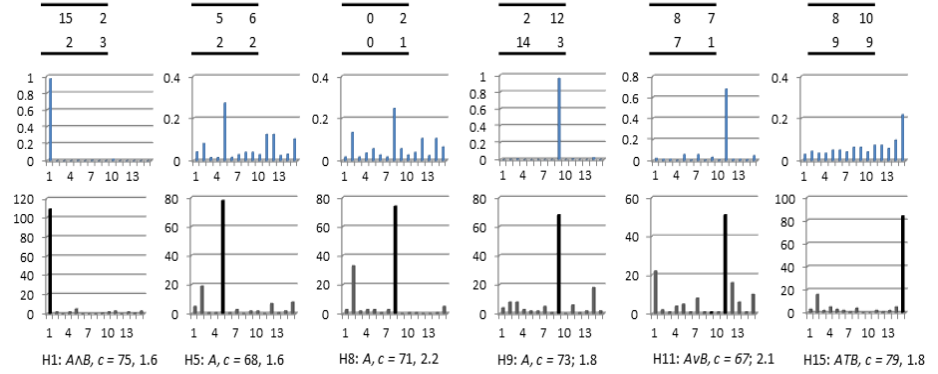 15 2 5 6 0 2 2 12 8 7 8 10
2 3 2 2 0 1 14 3 7 1 9 9
1 0.4 0.4 1 0.8 0.4
0.8 0.8 0.6
0.6 0.2 0.2 0.6 0.4 0.2
0.4 0.4
0.2 0.2 0.2
0 0 0 0 0 0
1 4 7 10 13 1 4 7 10 13 1 4 7 10 13 1 4 7 10 13 1 4 7 10 13 1 4 7 10 13
120 80 80 80 60 100
100 80
80 60 60 60 40
60 40 40 40 60
40 20 40
20 20 20 20 20
0 0 0 0 0 0
1 4 7 10 13 1 4 7 10 13 1 4 7 10 13 1 4 7 10 13 1 4 7 10 13 1 4 7 10 13
H1: AΛB, c = 75, 1.6 H5: A, c = 68, 1.6 H8: A, c = 71, 2.2 H9: A, c = 73; 1.8 H11: AvB, c = 67; 2.1 H15: ATB, c = 79, 1.8